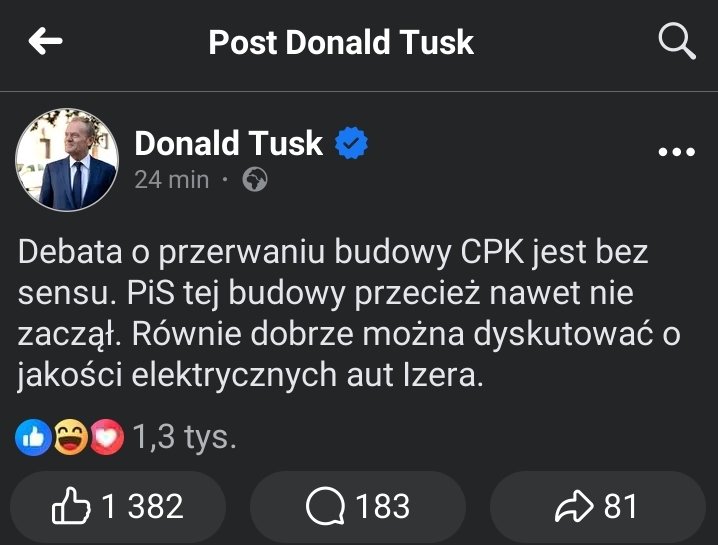 Post Donald Tusk
Donald Tusk
24 min ·
Debata o przerwaniu budowy CPK jest bez
sensu. PiS tej budowy przecież nawet nie
zaczął. Równie dobrze można dyskutować o
jakości elektrycznych aut Izera.
1,3 tys.
1 382 183 81